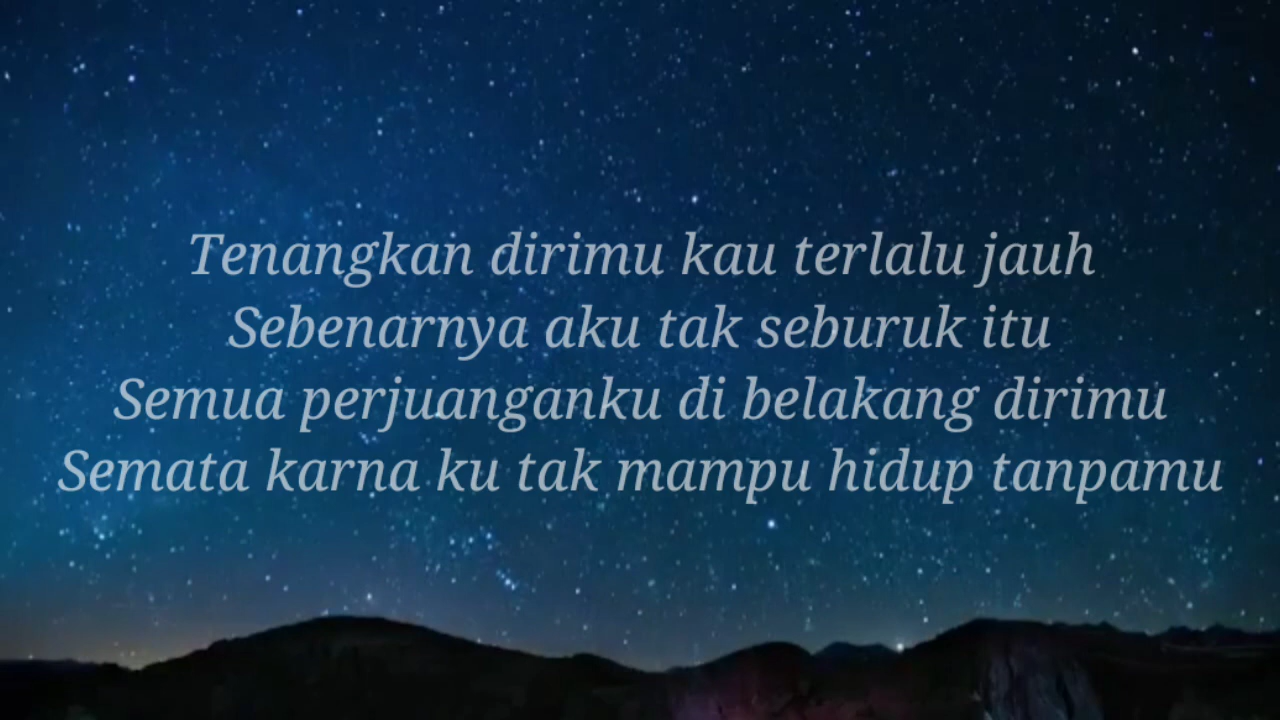 Tenangkan dirimu kau terlalu jauh
Sebenarnya aku tak seburuk itu
Semua perjuanganku di belakang dirimu
Semata karna ku tak mampu hidup tanpamu